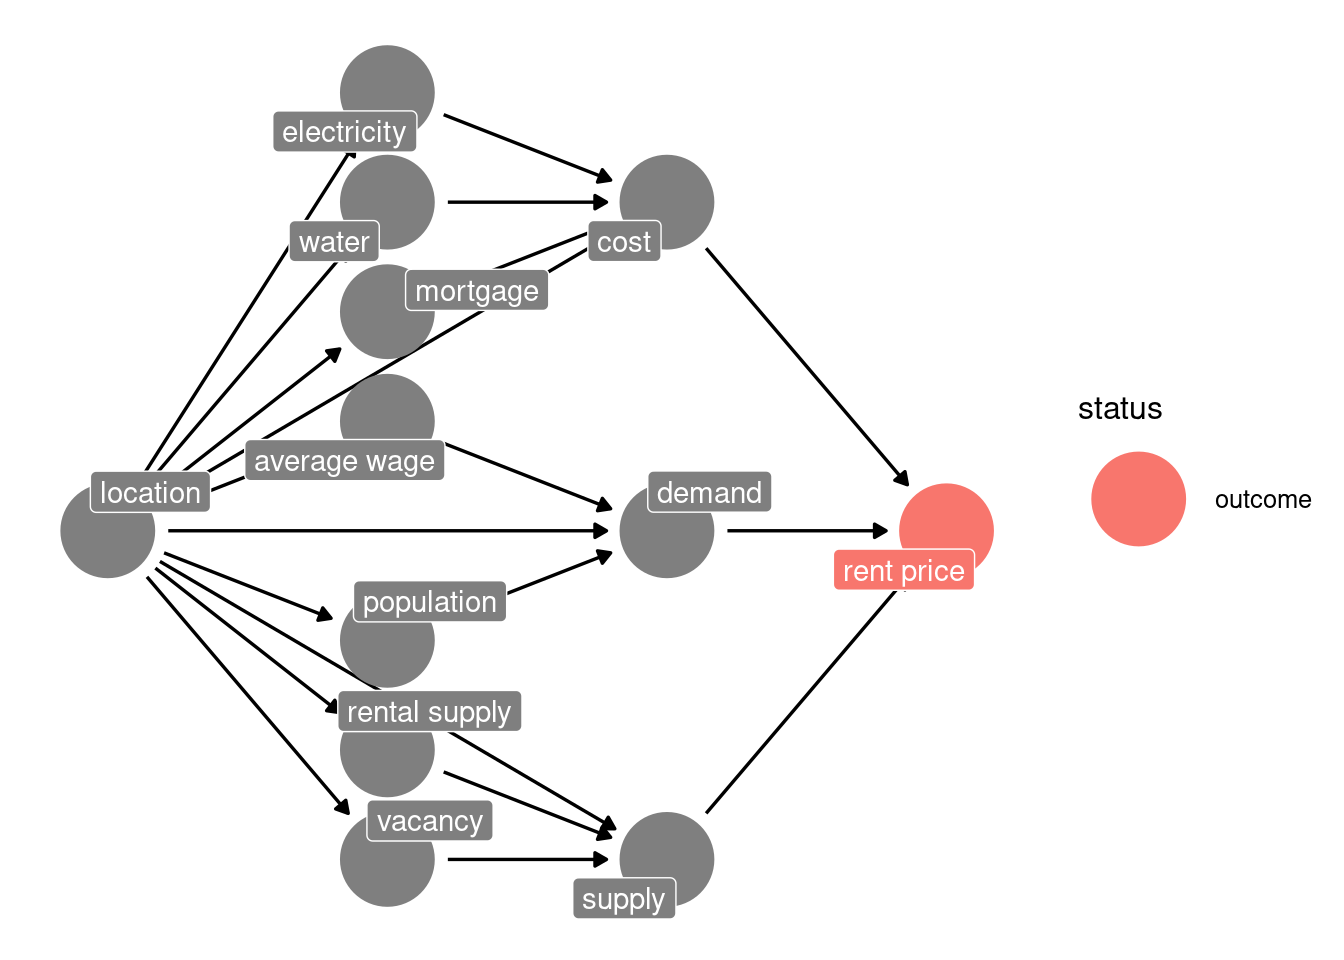 electricity
water
cost
mortgage
status
average wage
location
demand
outcome
rent price
population
rental supply
vacancy
supply